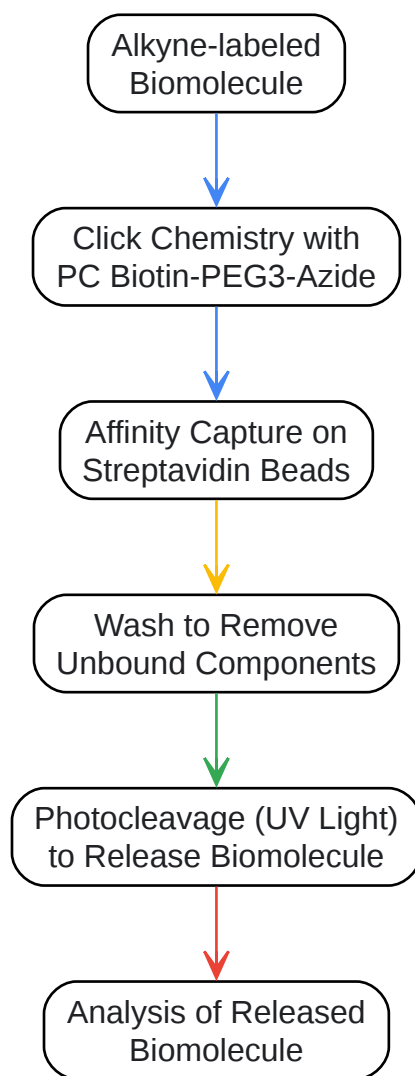 Alkyne-labeled
Biomolecule
Click Chemistry with
PC Biotin-PEG3-Azide
Affinity Capture on
Streptavidin Beads
Wash to Remove
Unbound Components
Photocleavage (UV Light)
to Release Biomolecule
Analysis of Released
Biomolecule